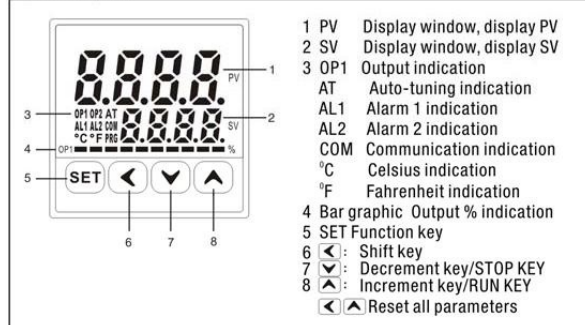 8.8.8.8
PV
1
OP1 OP2 AT
AL1 AL2 COM
°C °F PRG
8.8.8.8
SV
2
3
4
OP1
%
5
SET
6
7
8
1 PV Display window, display PV
2 SV Display window, display SV
3 OP1 Output indication
AT Auto-tuning indication
AL1 Alarm 1 indication
AL2 Alarm 2 indication
COM Communication indication
°C Celsius indication
°F Fahrenheit indication
4 Bar graphic Output % indication
5 SET Function key
6 : Shift key
7 : Decrement key/STOP KEY
8 : Increment key/RUN KEY
Reset all parameters